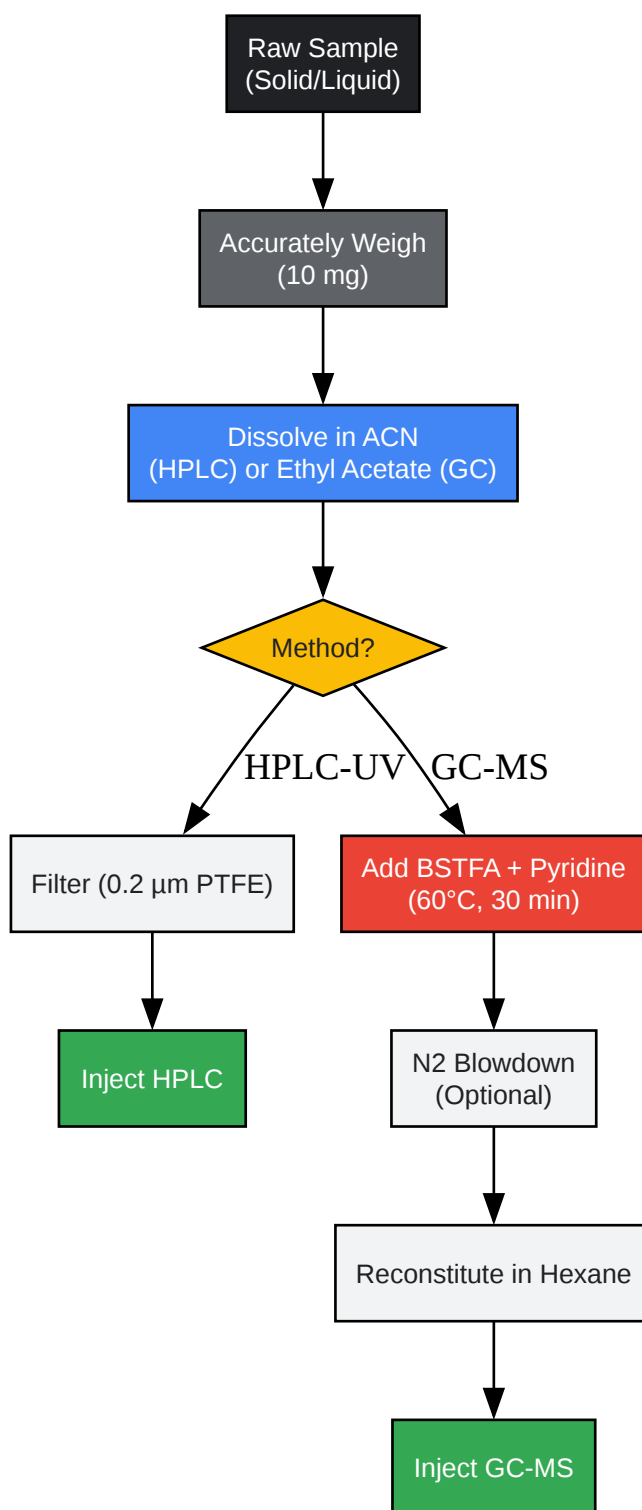 Raw Sample
(Solid/Liquid)
Accurately Weigh
(10 mg)
Dissolve in ACN
(HPLC) or Ethyl Acetate (GC)
Method?
HPLC-UV
GC-MS
Filter (0.2 µm PTFE)
Add BSTFA + Pyridine
(60°C, 30 min)
Inject HPLC
N2 Blowdown
(Optional)
Reconstitute in Hexane
Inject GC-MS